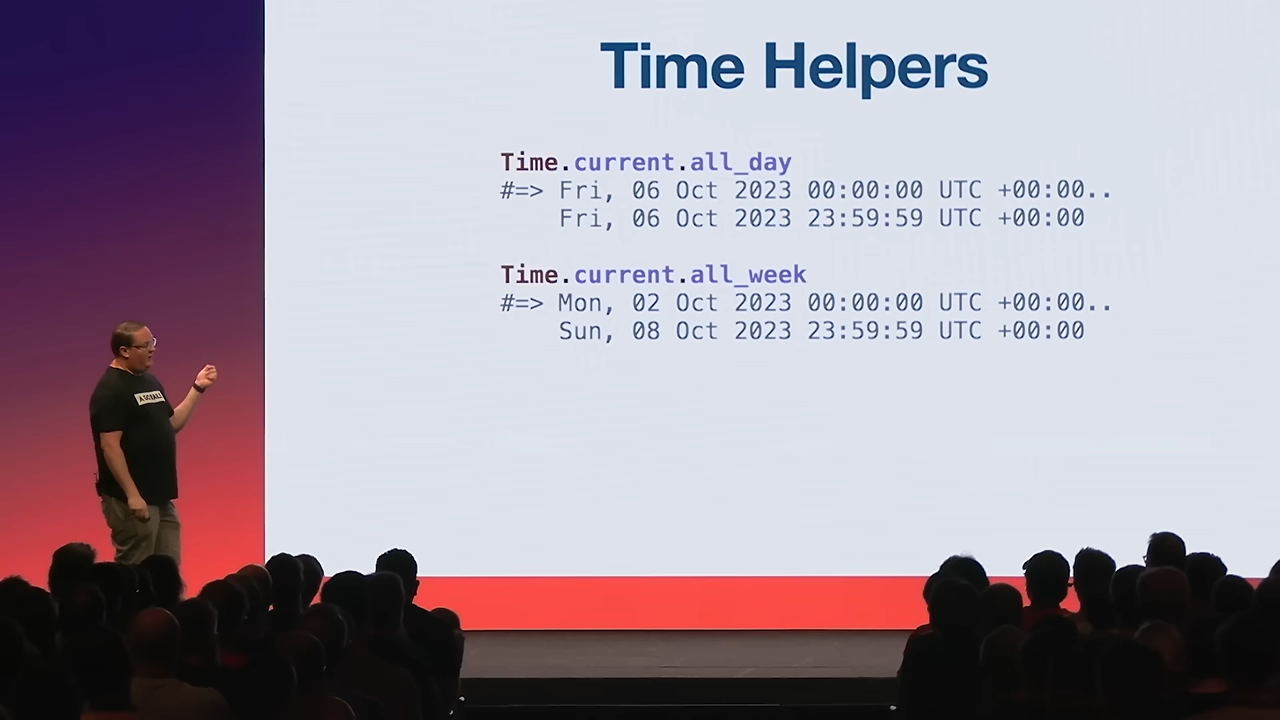 Time Helpers
Time.current.all_day
#=> Fri, 06 Oct 2023 00:00:00 UTC +00:00..
Fri, 06 Oct 2023 23:59:59 UTC +00:00
Time.current.all_week
#=> Mon, 02 Oct 2023 00:00:00 UTC +00:00..
Sun, 08 Oct 2023 23:59:59 UTC +00:00